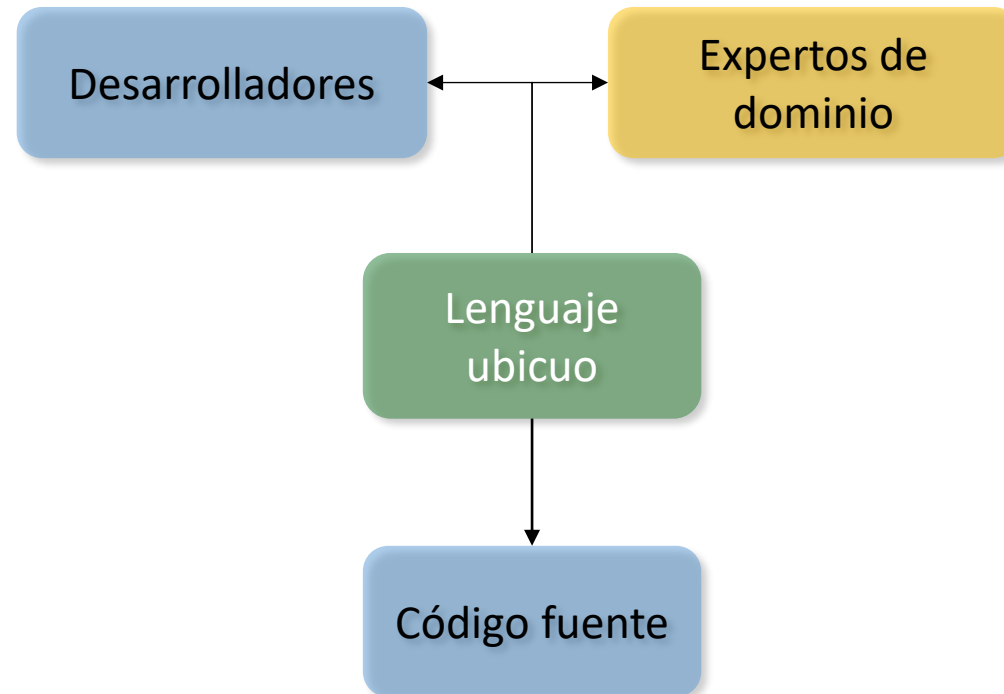 Desarrolladores
Expertos de
dominio
Lenguaje
ubicuo
Código fuente